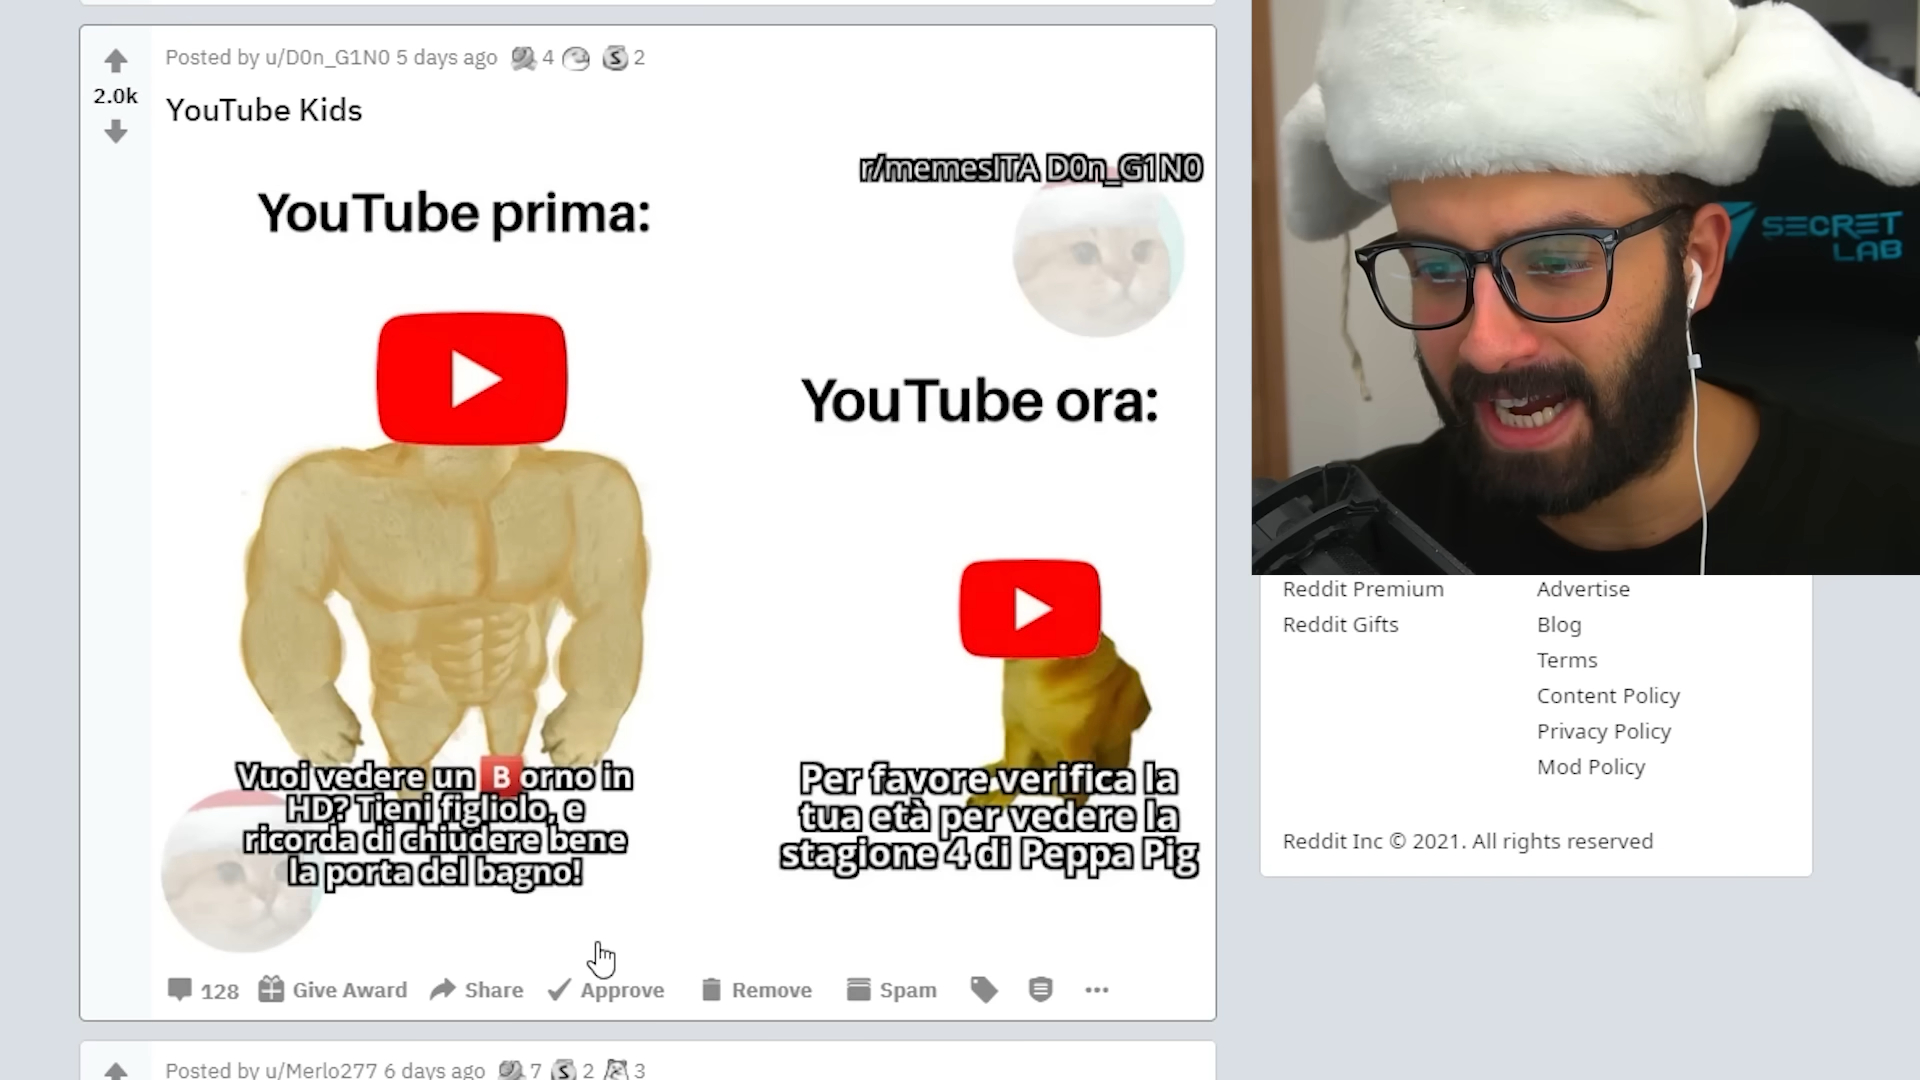 Posted by u/D0n_G1N0 5 days ago 4 S 2
2.0k
YouTube Kids
r/memesITA D0n_G1N0
YouTube prima:
YouTube ora:
Vuoi vedere un B orno in
HD? Tieni figliolo, e
ricorda di chiudere bene
la porta del bagno!
Per favore verifica la
tua età per vedere la
stagione 4 di Peppa Pig
128 Give Award Share Approve Remove Spam
Posted by u/Merlo277 6 days ago 7 S 2 3
SECRET
LAB
Reddit Premium
Reddit Gifts
Advertise
Blog
Terms
Content Policy
Privacy Policy
Mod Policy
Reddit Inc © 2021. All rights reserved